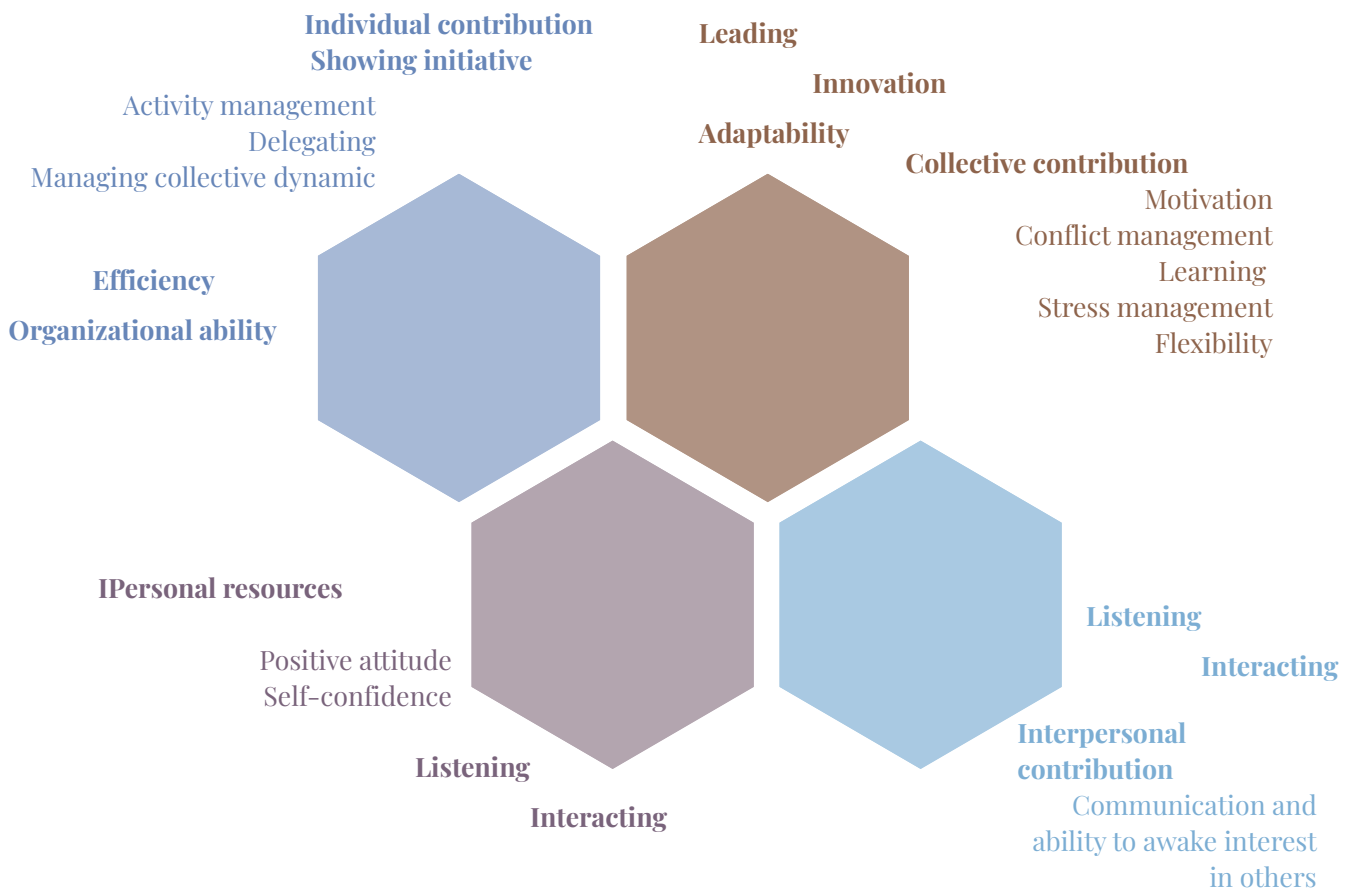 Individual contribution
Showing initiative
Activity management
Delegating
Managing collective dynamic
Efficiency
Organizational ability
Leading
Innovation
Adaptability
Collective contribution
Motivation
Conflict management
Learning
Stress management
Flexibility
IPersonal resources
Positive attitude
Self-confidence
Listening
Interacting
Listening
Interacting
Interpersonal
contribution
Communication and
ability to awake interest
in others